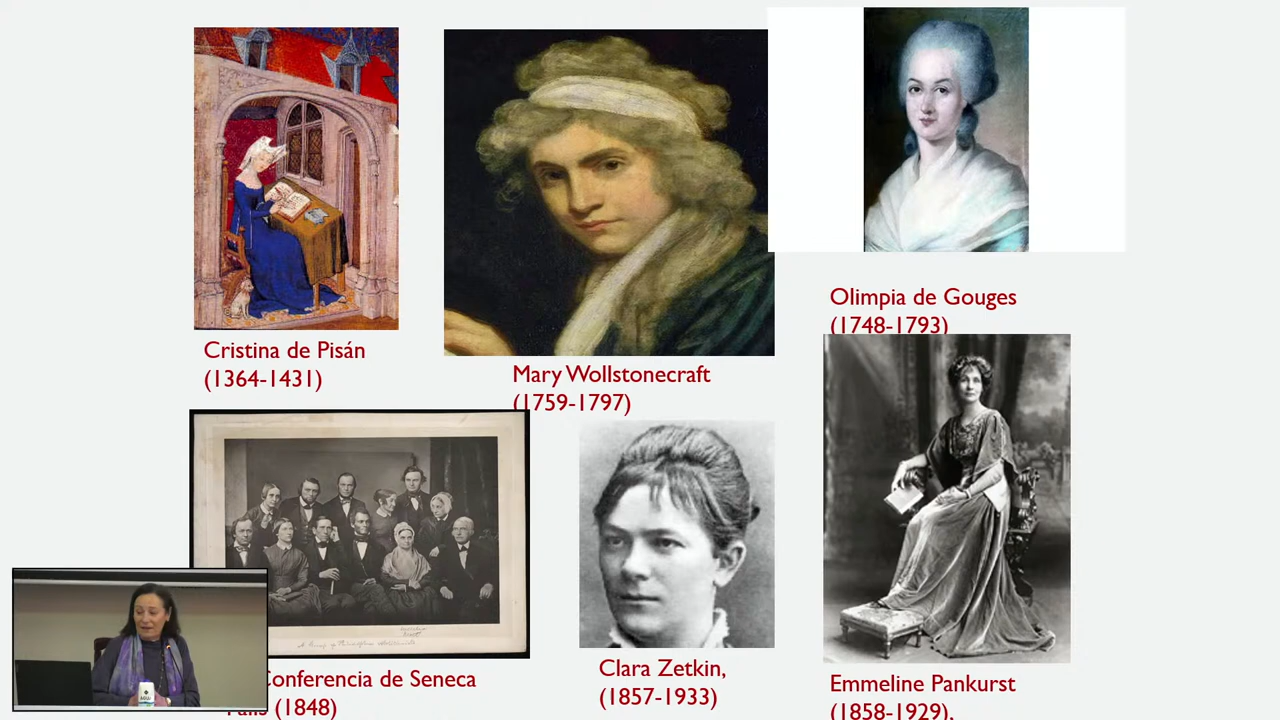 Cristina de Pisán
(1364-1431)
Mary Wollstonecraft
(1759-1797)
Olimpia de Gouges
(1748-1793)
Conferencia de Seneca
Falls (1848)
Clara Zetkin,
(1857-1933)
Emmeline Pankurst
(1858-1929),